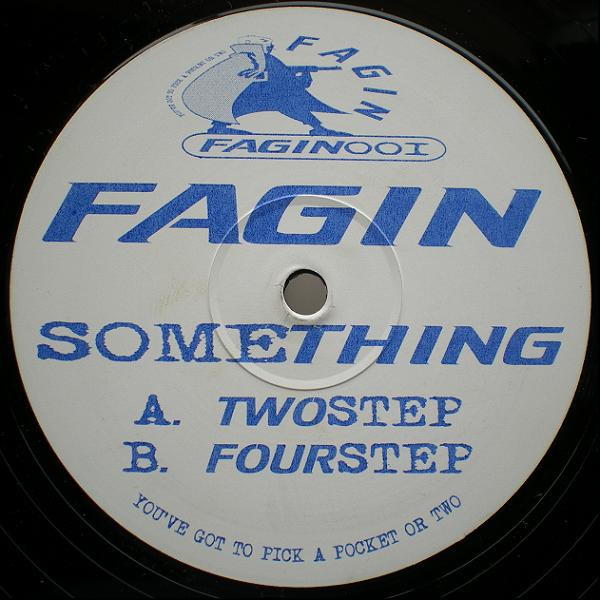 FAGIN
FAGIN001
FAGIN
SOMETHING
A. TWOSTEP
B. FOURSTEP
YOU'VE GOT TO PICK A POCKET OR TWO